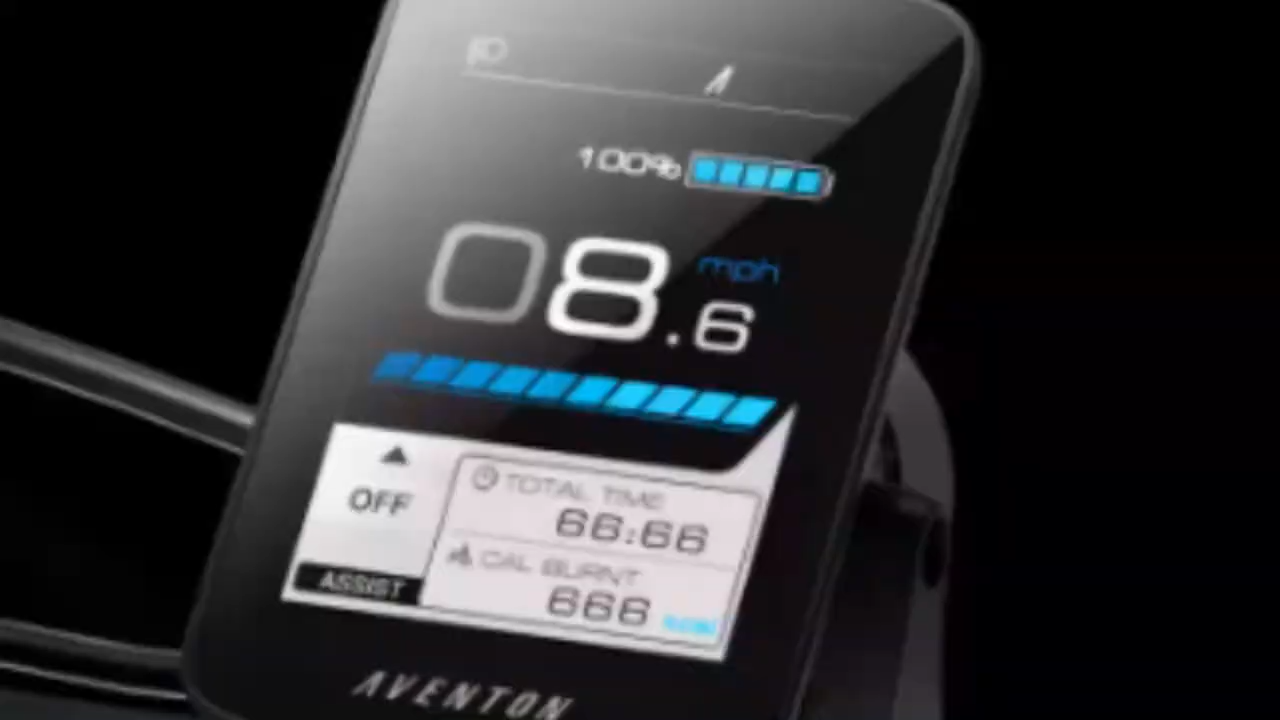 100%
08.6 mph
OFF
ASSIST
TOTAL TIME
66:66
CAL BURNT
666
AVENTON